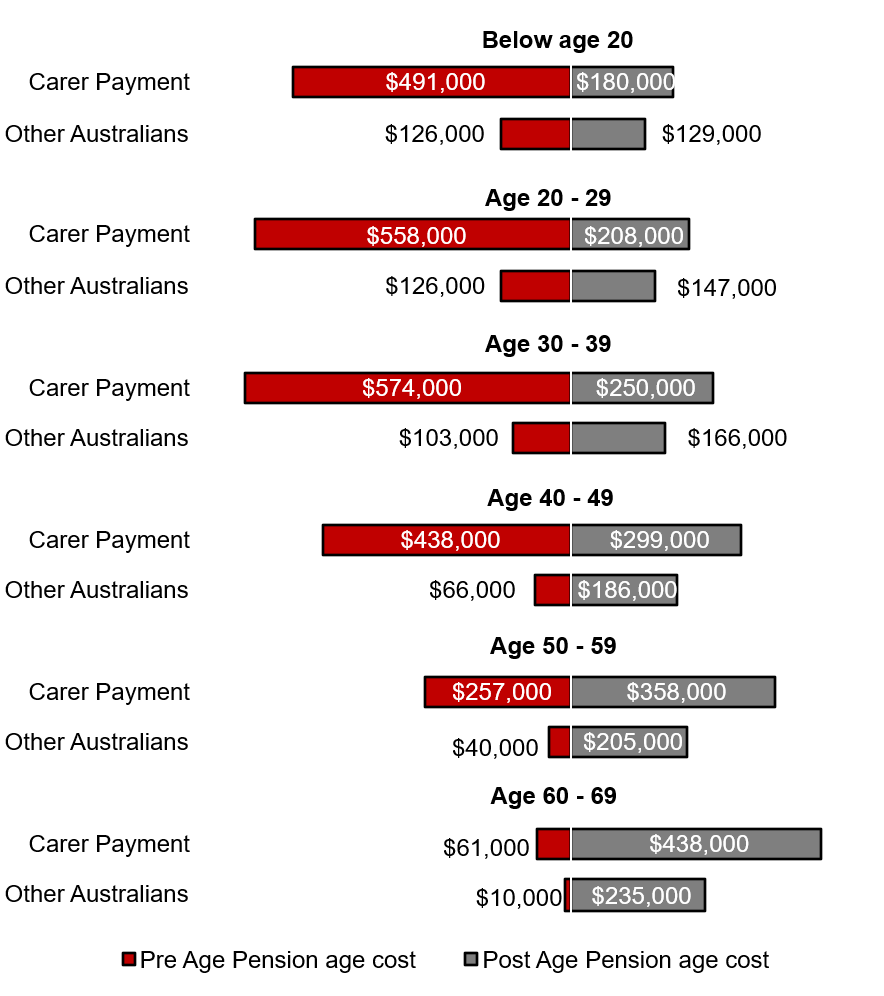 Below age 20
Carer Payment $491,000 $180,000
Other Australians $126,000 $129,000
Age 20 - 29
Carer Payment $558,000 $208,000
Other Australians $126,000 $147,000
Age 30 - 39
Carer Payment $574,000 $250,000
Other Australians $103,000 $166,000
Age 40 - 49
Carer Payment $438,000 $299,000
Other Australians $66,000 $186,000
Age 50 - 59
Carer Payment $257,000 $358,000
Other Australians $40,000 $205,000
Age 60 - 69
Carer Payment $61,000 $438,000
Other Australians $10,000 $235,000
Pre Age Pension age cost Post Age Pension age cost